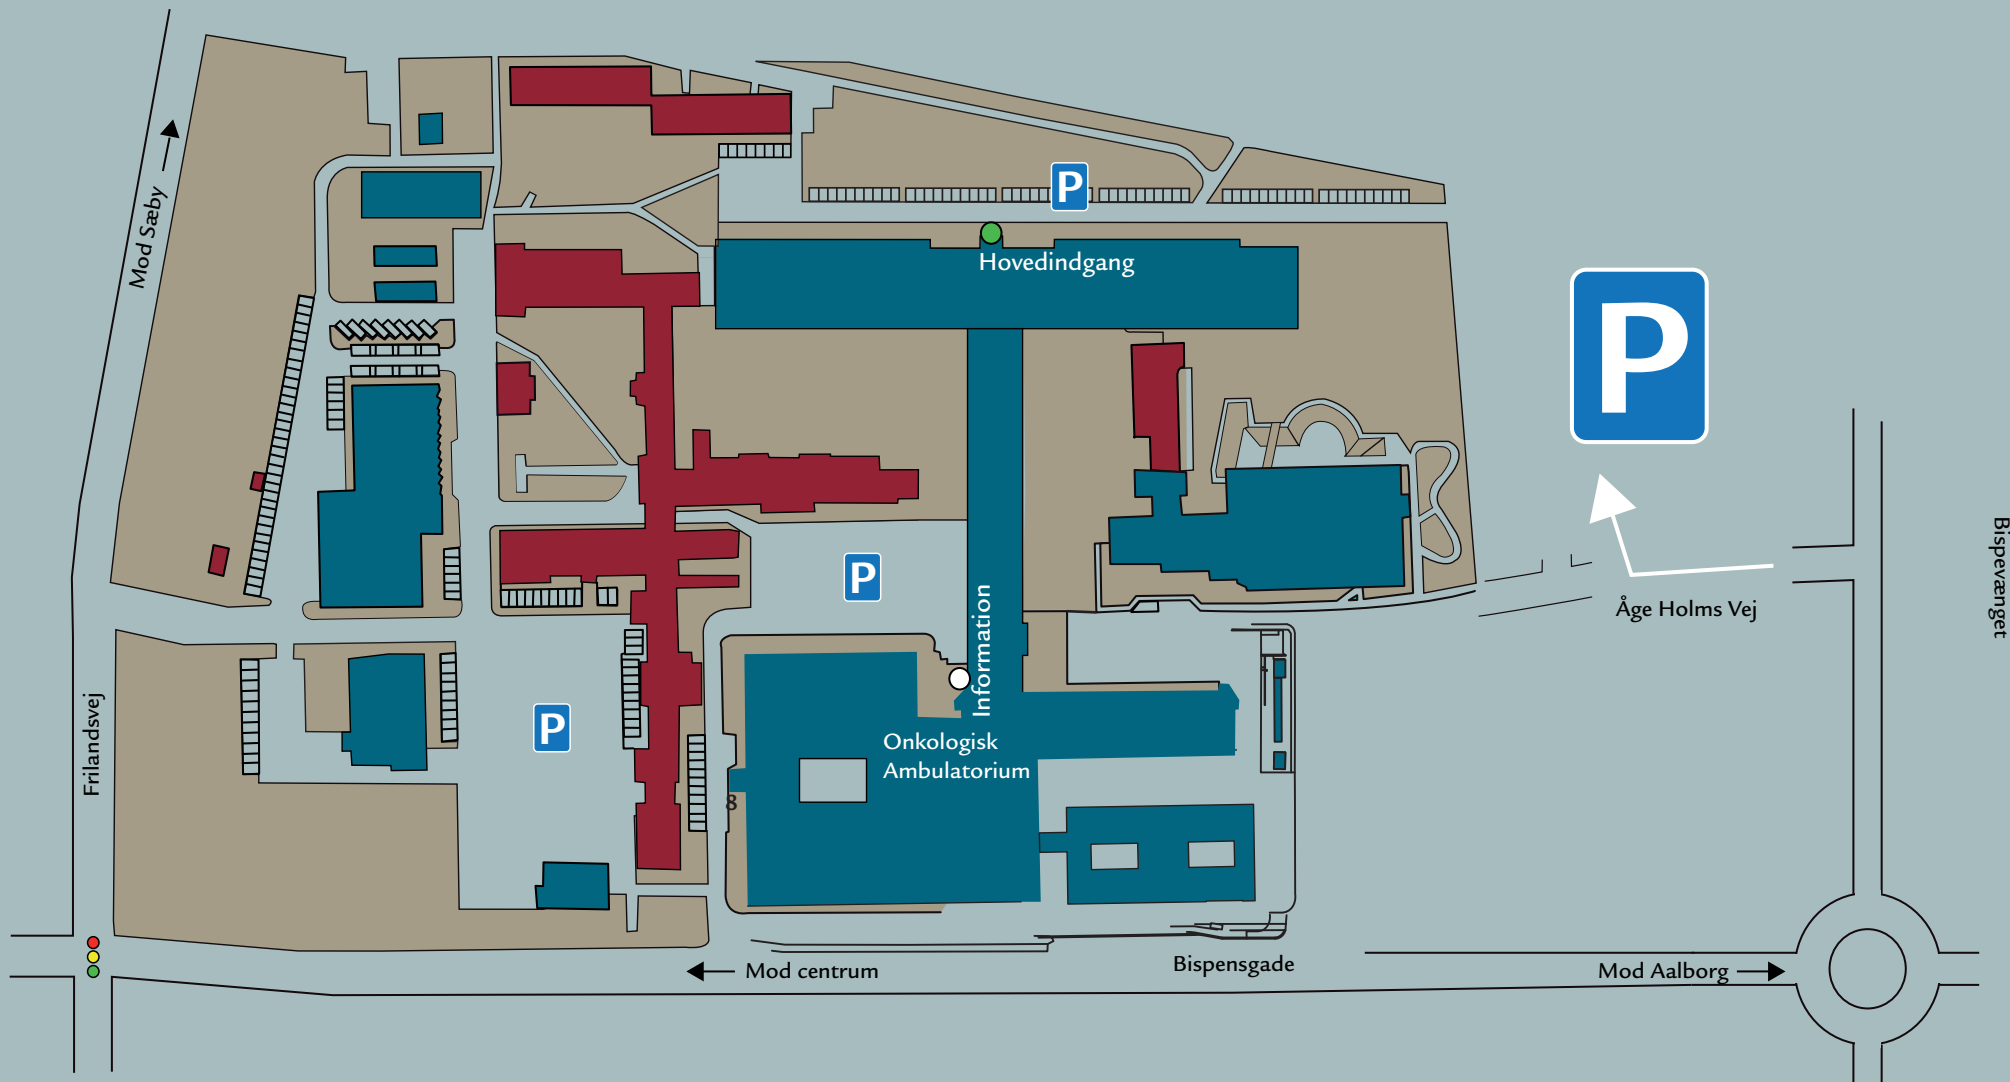 Mod Sæby
P
Hovedindgang
P
P
P
Information
Onkologisk
Ambulatorium
8
Åge Holms Vej
Bispevænget
Frilandsvej
Mod centrum
Bispensgade
Mod Aalborg